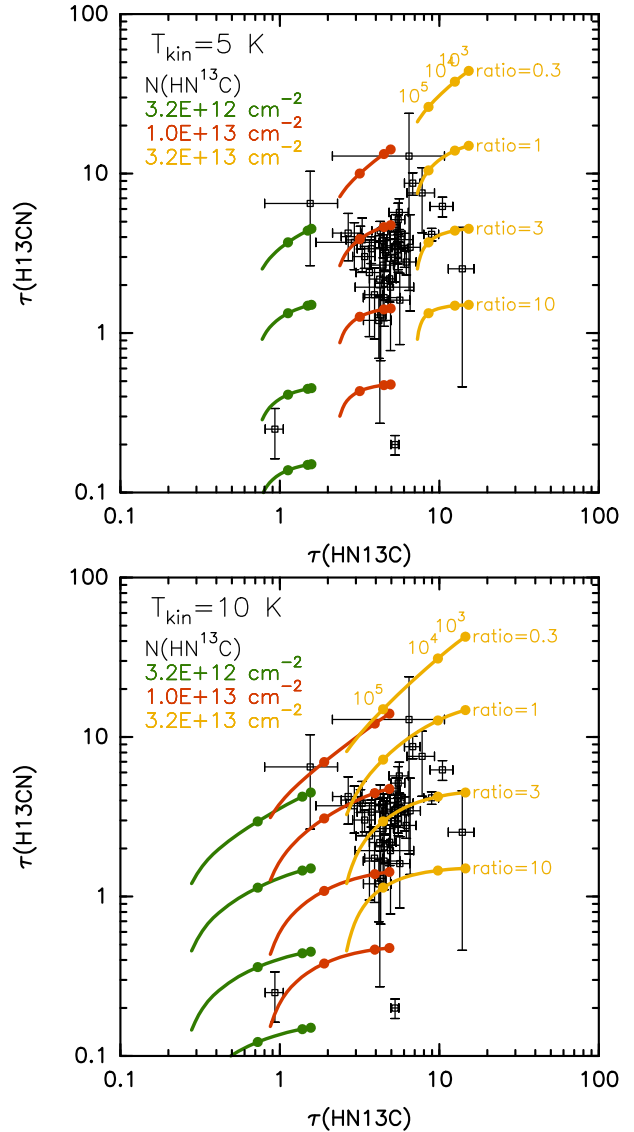 100
T_kin=5 K
N(HN^13C)
3.2E+12 cm^-2
1.0E+13 cm^-2
3.2E+13 cm^-2
10^5
10^4
10^3
ratio=0.3
10
ratio=1
τ(H13CN)
ratio=3
1
ratio=10
0.1
0.1
1
10
100
τ(HN13C)
100
T_kin=10 K
N(HN^13C)
3.2E+12 cm^-2
1.0E+13 cm^-2
3.2E+13 cm^-2
10^5
10^4
10^3
ratio=0.3
10
ratio=1
τ(H13CN)
ratio=3
1
ratio=10
0.1
0.1
1
10
100
τ(HN13C)